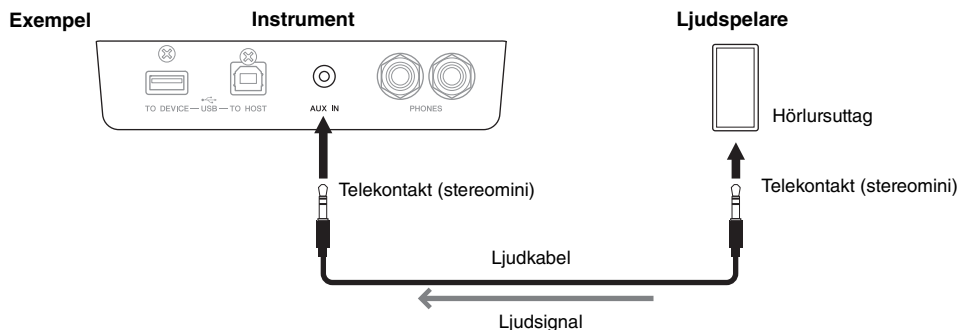 Exempel
Instrument
Ljudspelare
TO DEVICE — USB — TO HOST
AUX IN
PHONES
Hörlursuttag
Telekontakt (stereomini)
Telekontakt (stereomini)
Ljudkabel
Ljudsignal